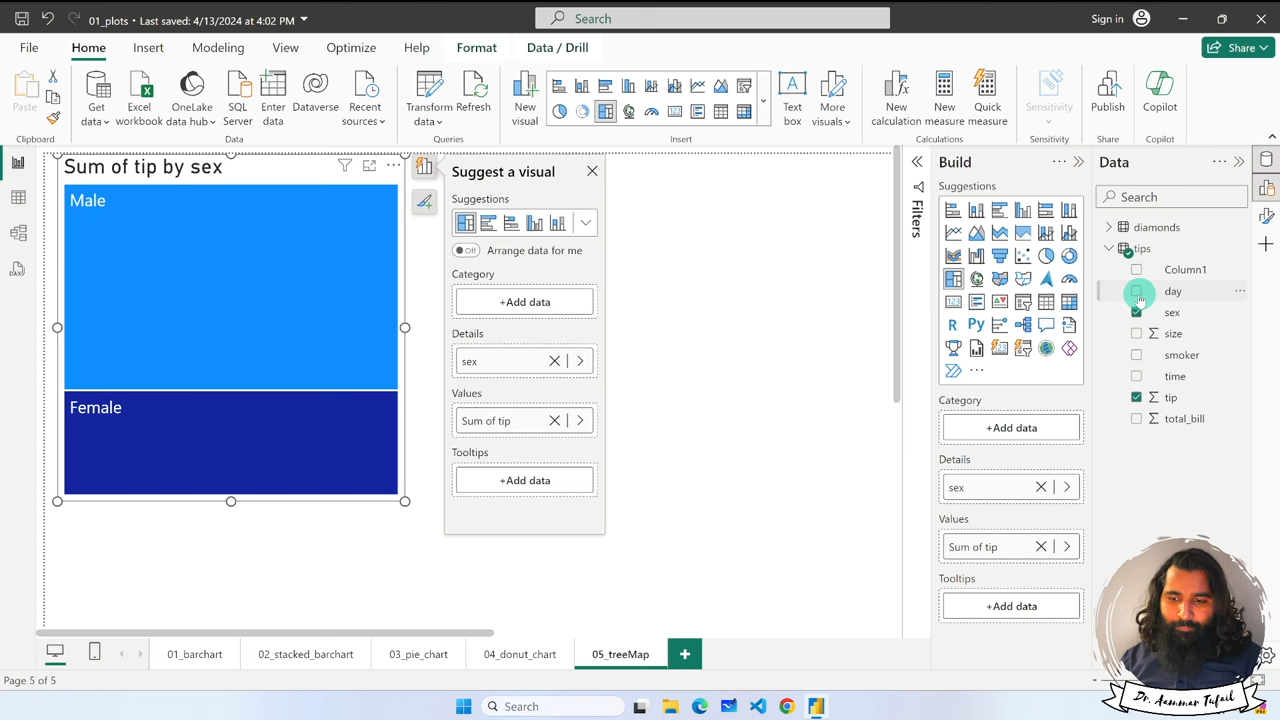 01_plots • Last saved: 4/13/2024 at 4:02 PM
Search
Sign in
File
Home
Insert
Modeling
View
Optimize
Help
Format
Data / Drill
Share
Paste
Get data
Excel workbook
OneLake data hub
SQL Server
Enter data
Dataverse
Recent sources
Transform data
Refresh
New visual
Text box
More visuals
New calculation
New measure
Quick measure
Sensitivity
Publish
Copilot
Clipboard
Data
Queries
Insert
Calculations
Sensitivity
Share
Copilot
Sum of tip by sex
Male
Female
Suggest a visual
Suggestions
Off
Arrange data for me
Category
+Add data
Details
sex
Values
Sum of tip
Tooltips
+Add data
Filters
Build
Suggestions
R
Py
123
Category
+Add data
Details
sex
Values
Sum of tip
Tooltips
+Add data
Data
Search
diamonds
tips
Column1
day
sex
size
smoker
time
tip
total_bill
01_barchart
02_stacked_barchart
03_pie_chart
04_donut_chart
05_treeMap
Page 5 of 5
Search
Dr. Aammar Tufail